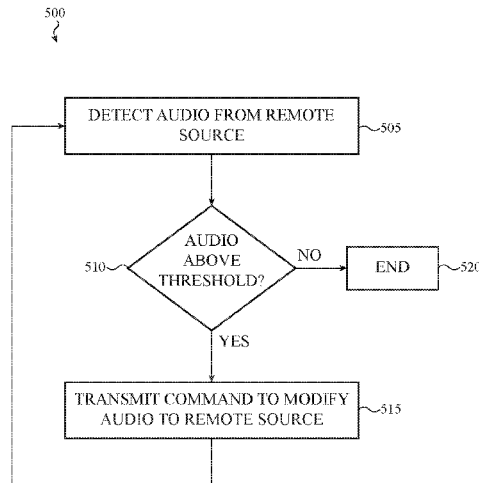 500
DETECT AUDIO FROM REMOTE
SOURCE
505
AUDIO
ABOVE
THRESHOLD?
510
NO
END
520
YES
TRANSMIT COMMAND TO MODIFY
AUDIO TO REMOTE SOURCE
515